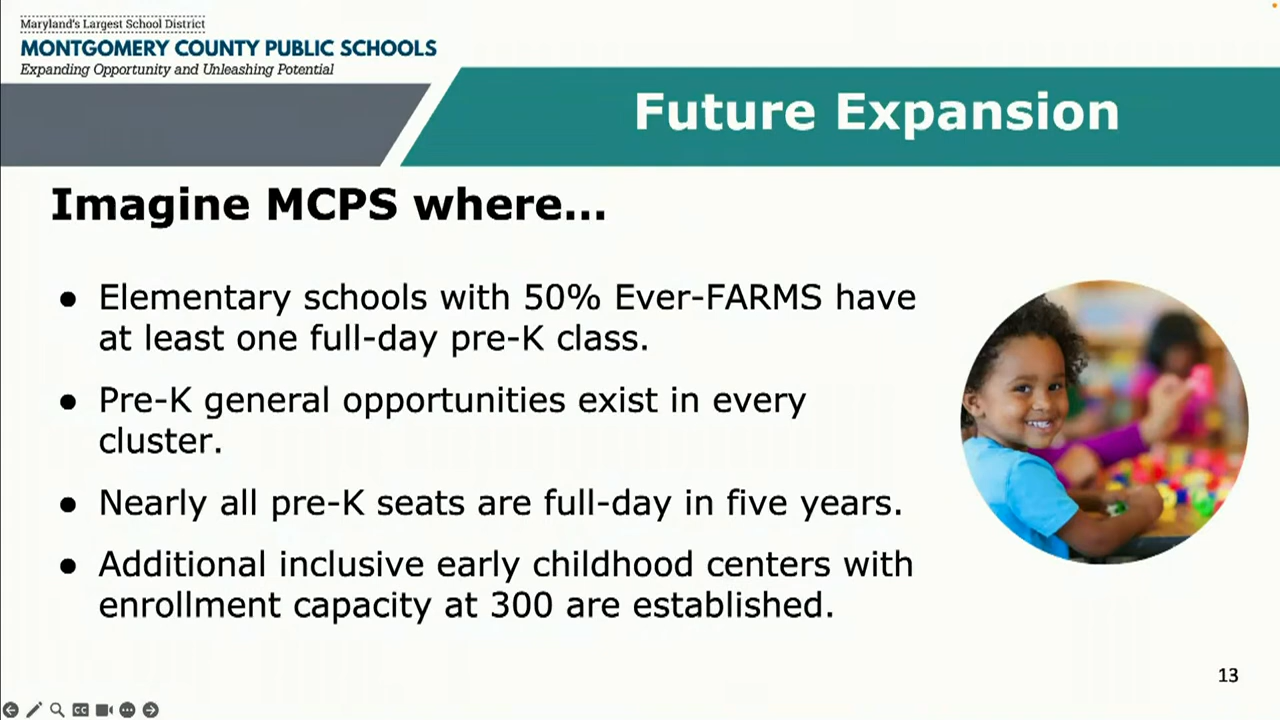 Maryland's Largest School District
MONTGOMERY COUNTY PUBLIC SCHOOLS
Expanding Opportunity and Unleashing Potential
Future Expansion
Imagine MCPS where...
● Elementary schools with 50% Ever-FARMS have
at least one full-day pre-K class.
● Pre-K general opportunities exist in every
cluster.
● Nearly all pre-K seats are full-day in five years.
● Additional inclusive early childhood centers with
enrollment capacity at 300 are established.
13
CC